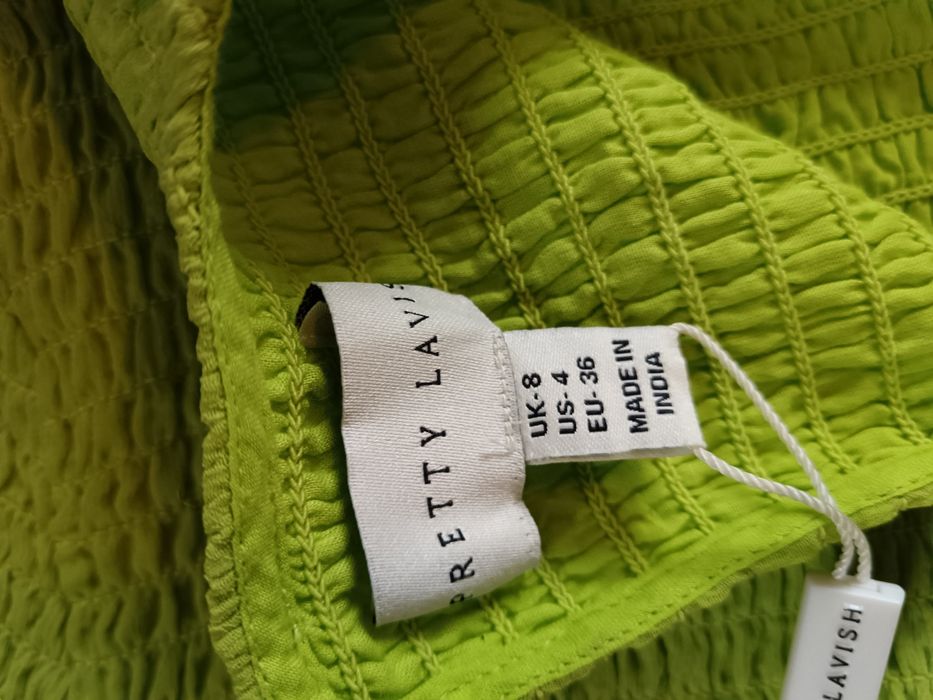 PRETTY LAVIS
UK-8
US-4
EU-36
MADE IN
INDIA
LAVISH